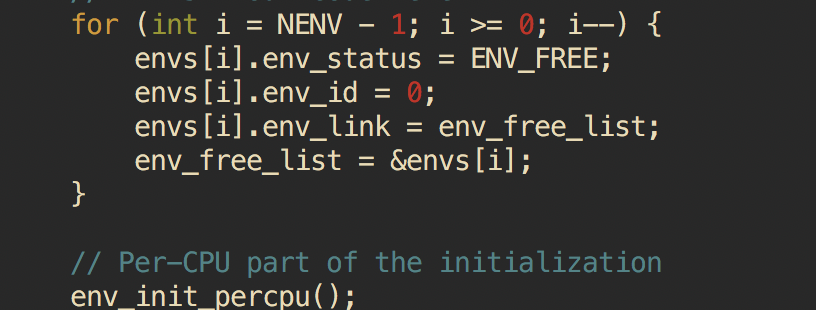 for (int i = NENV - 1; i >= 0; i--) {
envs[i].env_status = ENV_FREE;
envs[i].env_id = 0;
envs[i].env_link = env_free_list;
env_free_list = &envs[i];
}
// Per-CPU part of the initialization
env_init_percpu();